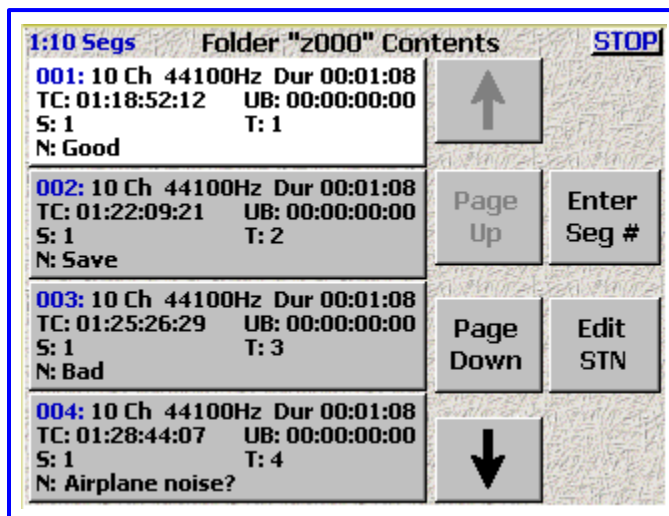 1:10 Segs Folder "z000" Contents STOP
001: 10 Ch 44100Hz Dur 00:01:08
TC: 01:18:52:12 UB: 00:00:00:00
S: 1 T: 1
N: Good
002: 10 Ch 44100Hz Dur 00:01:08
TC: 01:22:09:21 UB: 00:00:00:00
S: 1 T: 2
N: Save
003: 10 Ch 44100Hz Dur 00:01:08
TC: 01:25:26:29 UB: 00:00:00:00
S: 1 T: 3
N: Bad
004: 10 Ch 44100Hz Dur 00:01:08
TC: 01:28:44:07 UB: 00:00:00:00
S: 1 T: 4
N: Airplane noise?
Page
Up
Enter
Seg #
Page
Down
Edit
STN